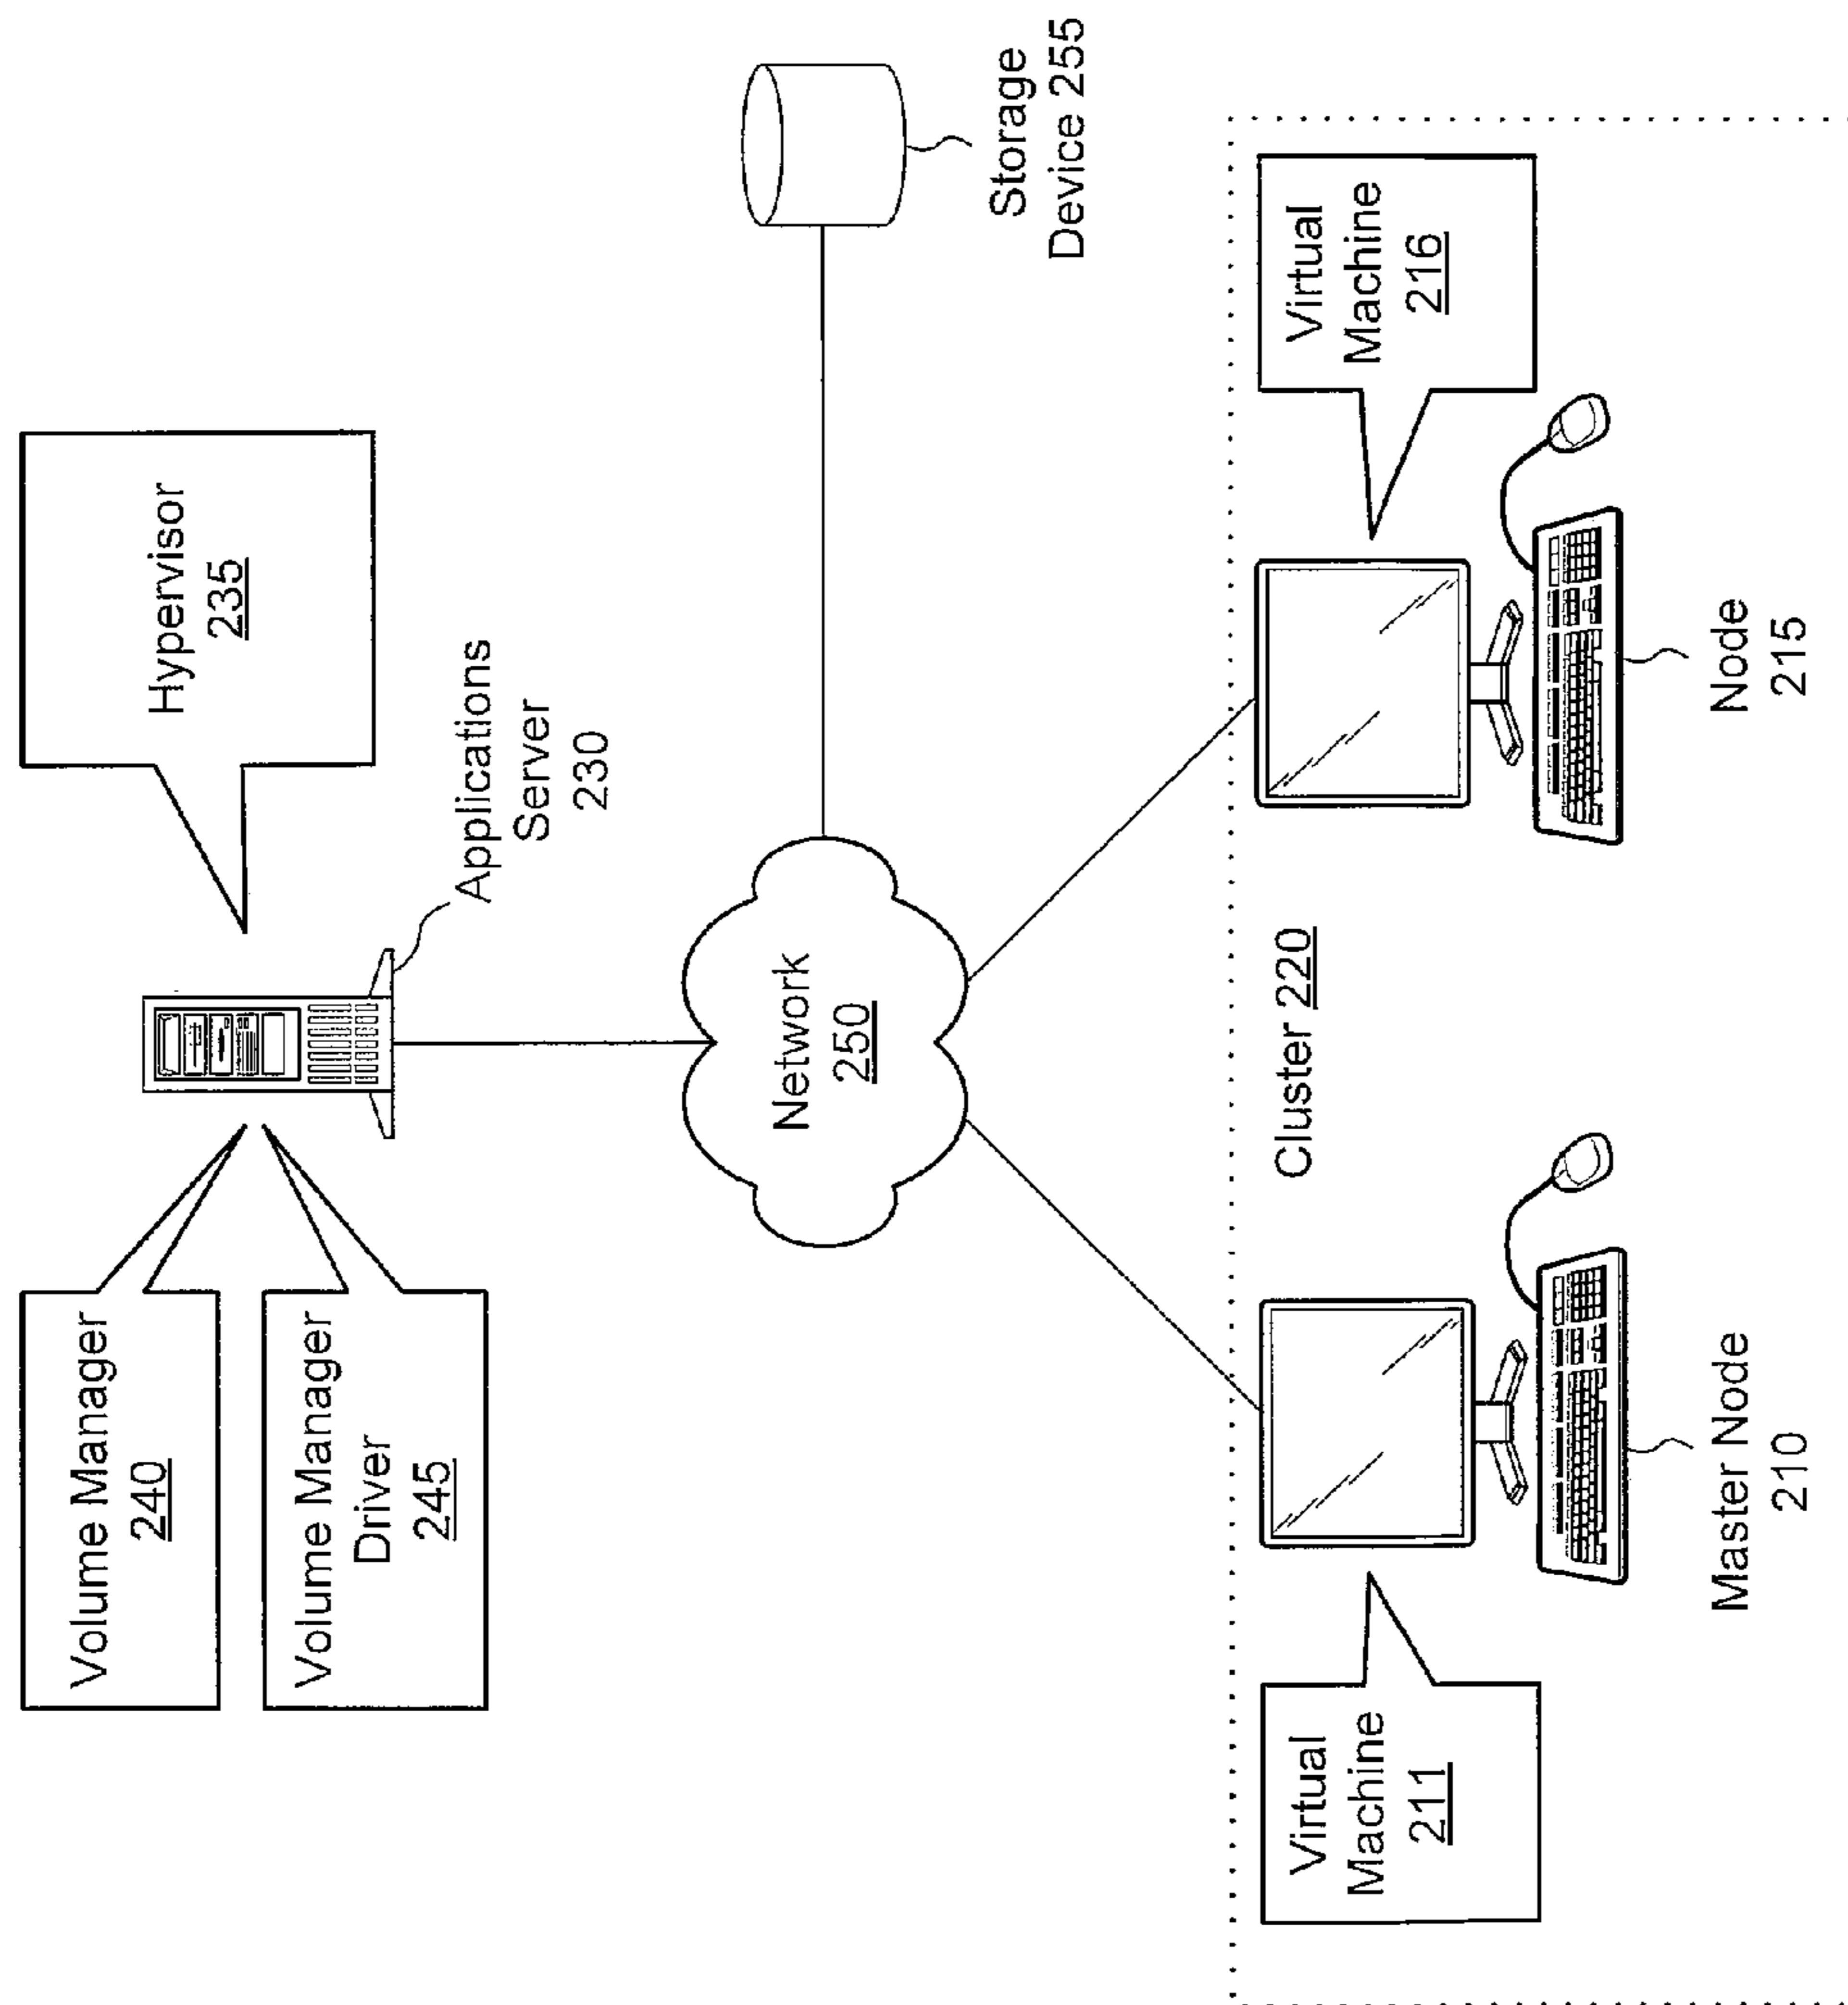 Volume Manager
240
Volume Manager
Driver
245
Hypervisor
235
Applications
Server
230
Network
250
Storage
Device 255
Cluster 220
Virtual
Machine
211
Master Node
210
Virtual
Machine
216
Node
215